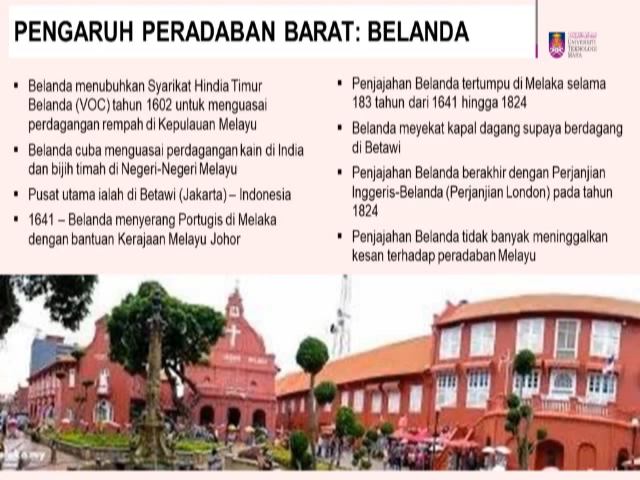 PENGARUH PERADABAN BARAT: BELANDA
UNIVERSITI
TEKNOLOGI
MARA
▪ Belanda menubuhkan Syarikat Hindia Timur
Belanda (VOC) tahun 1602 untuk menguasai
perdagangan rempah di Kepulauan Melayu
▪ Belanda cuba menguasai perdagangan kain di India
dan bijih timah di Negeri-Negeri Melayu
▪ Pusat utama ialah di Betawi (Jakarta) – Indonesia
▪ 1641 – Belanda menyerang Portugis di Melaka
dengan bantuan Kerajaan Melayu Johor
▪ Penjajahan Belanda tertumpu di Melaka selama
183 tahun dari 1641 hingga 1824
▪ Belanda meyekat kapal dagang supaya berdagang
di Betawi
▪ Penjajahan Belanda berakhir dengan Perjanjian
Inggeris-Belanda (Perjanjian London) pada tahun
1824
▪ Penjajahan Belanda tidak banyak meninggalkan
kesan terhadap peradaban Melayu